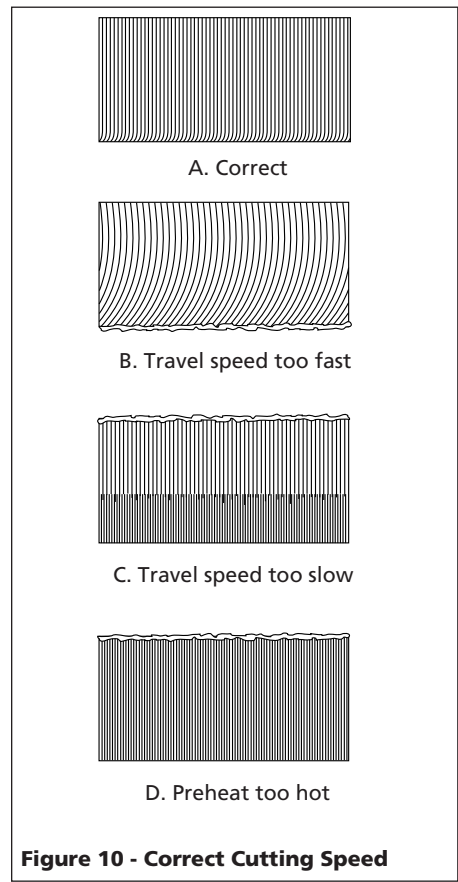 A. Correct
B. Travel speed too fast
C. Travel speed too slow
D. Preheat too hot
Figure 10 - Correct Cutting Speed